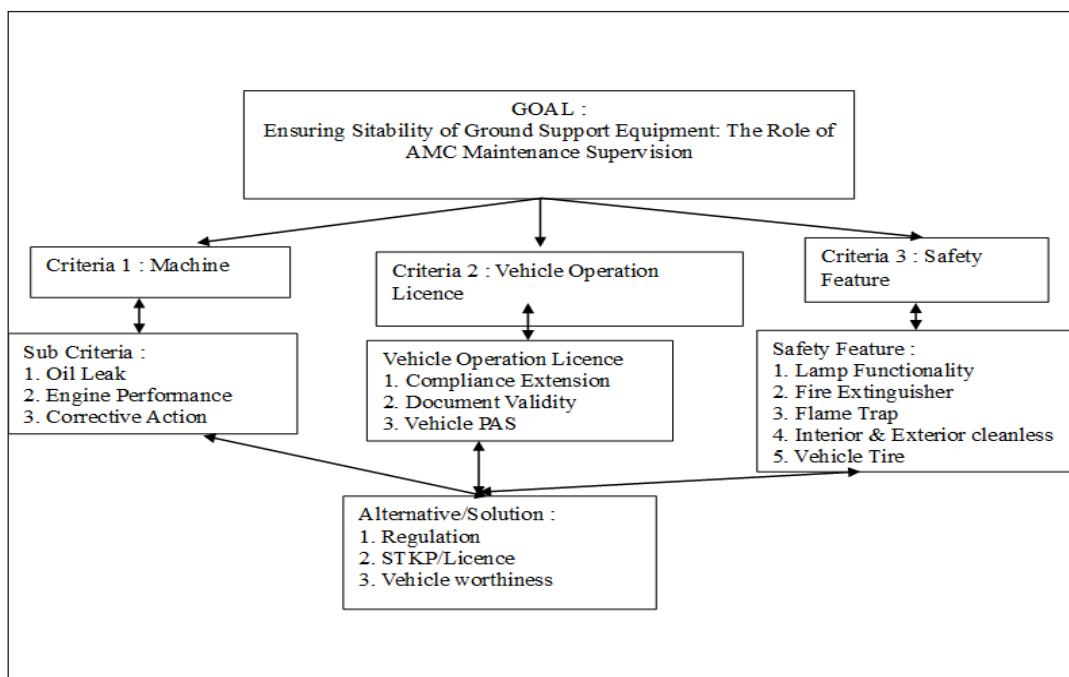 GOAL :
Ensuring Sitability of Ground Support Equipment: The Role of
AMC Maintenance Supervision
Criteria 1 : Machine
Criteria 2 : Vehicle Operation
Licence
Criteria 3 : Safety
Feature
Sub Criteria :
1. Oil Leak
2. Engine Performance
3. Corrective Action
Vehicle Operation Licence
1. Compliance Extension
2. Document Validity
3. Vehicle PAS
Safety Feature :
1. Lamp Functionality
2. Fire Extinguisher
3. Flame Trap
4. Interior & Exterior cleanless
5. Vehicle Tire
Alternative/Solution :
1. Regulation
2. STKP/Licence
3. Vehicle worthiness